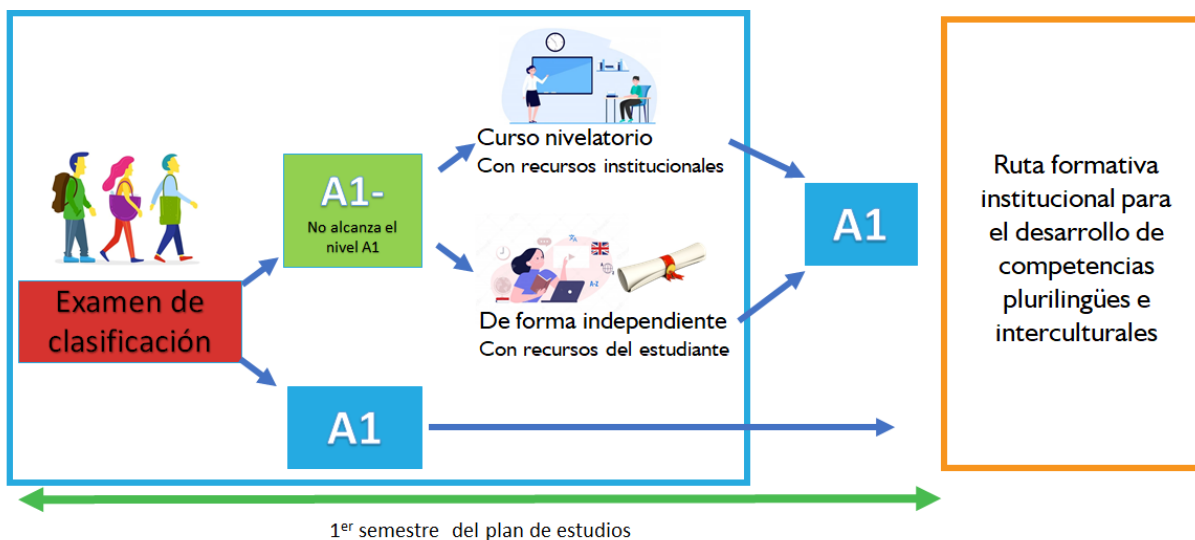 Examen de
clasificación
A1-
No alcanza el
nivel A1
A1
Curso nivelatorio
Con recursos institucionales
De forma independiente
Con recursos del estudiante
A1
Ruta formativa
institucional para
el desarrollo de
competencias
plurilingües e
interculturales
1er semestre del plan de estudios